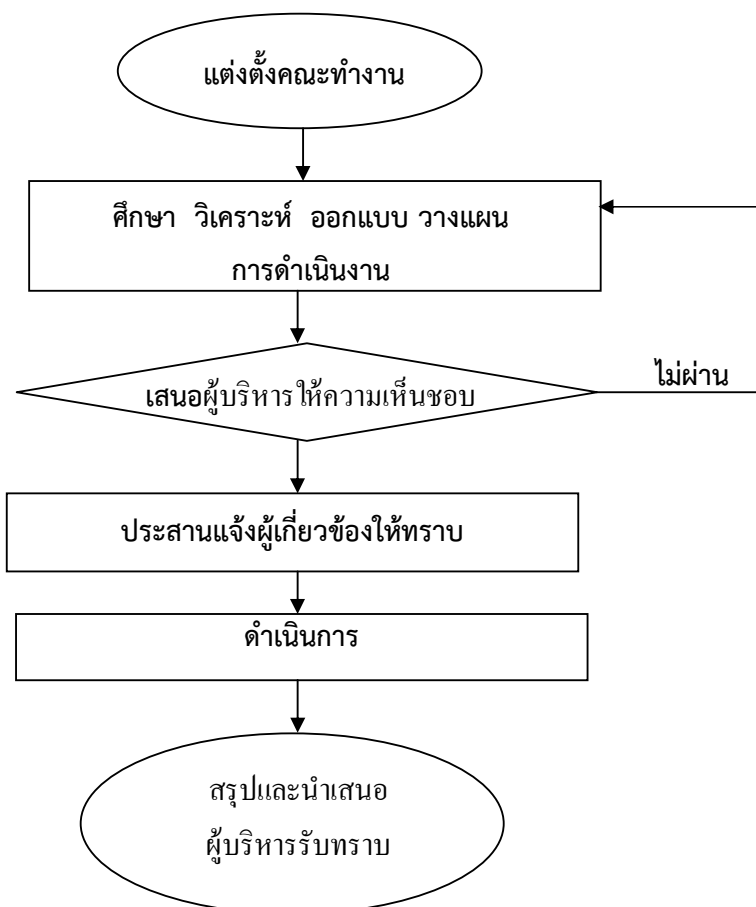 แต่งตั้งคณะทำงาน
ศึกษา วิเคราะห์ ออกแบบ วางแผน
การดำเนินงาน
เสนอผู้บริหารให้ความเห็นชอบ
ไม่ผ่าน
ประสานแจ้งผู้เกี่ยวข้องให้ทราบ
ดำเนินการ
สรุปและนำเสนอ
ผู้บริหารรับทราบ